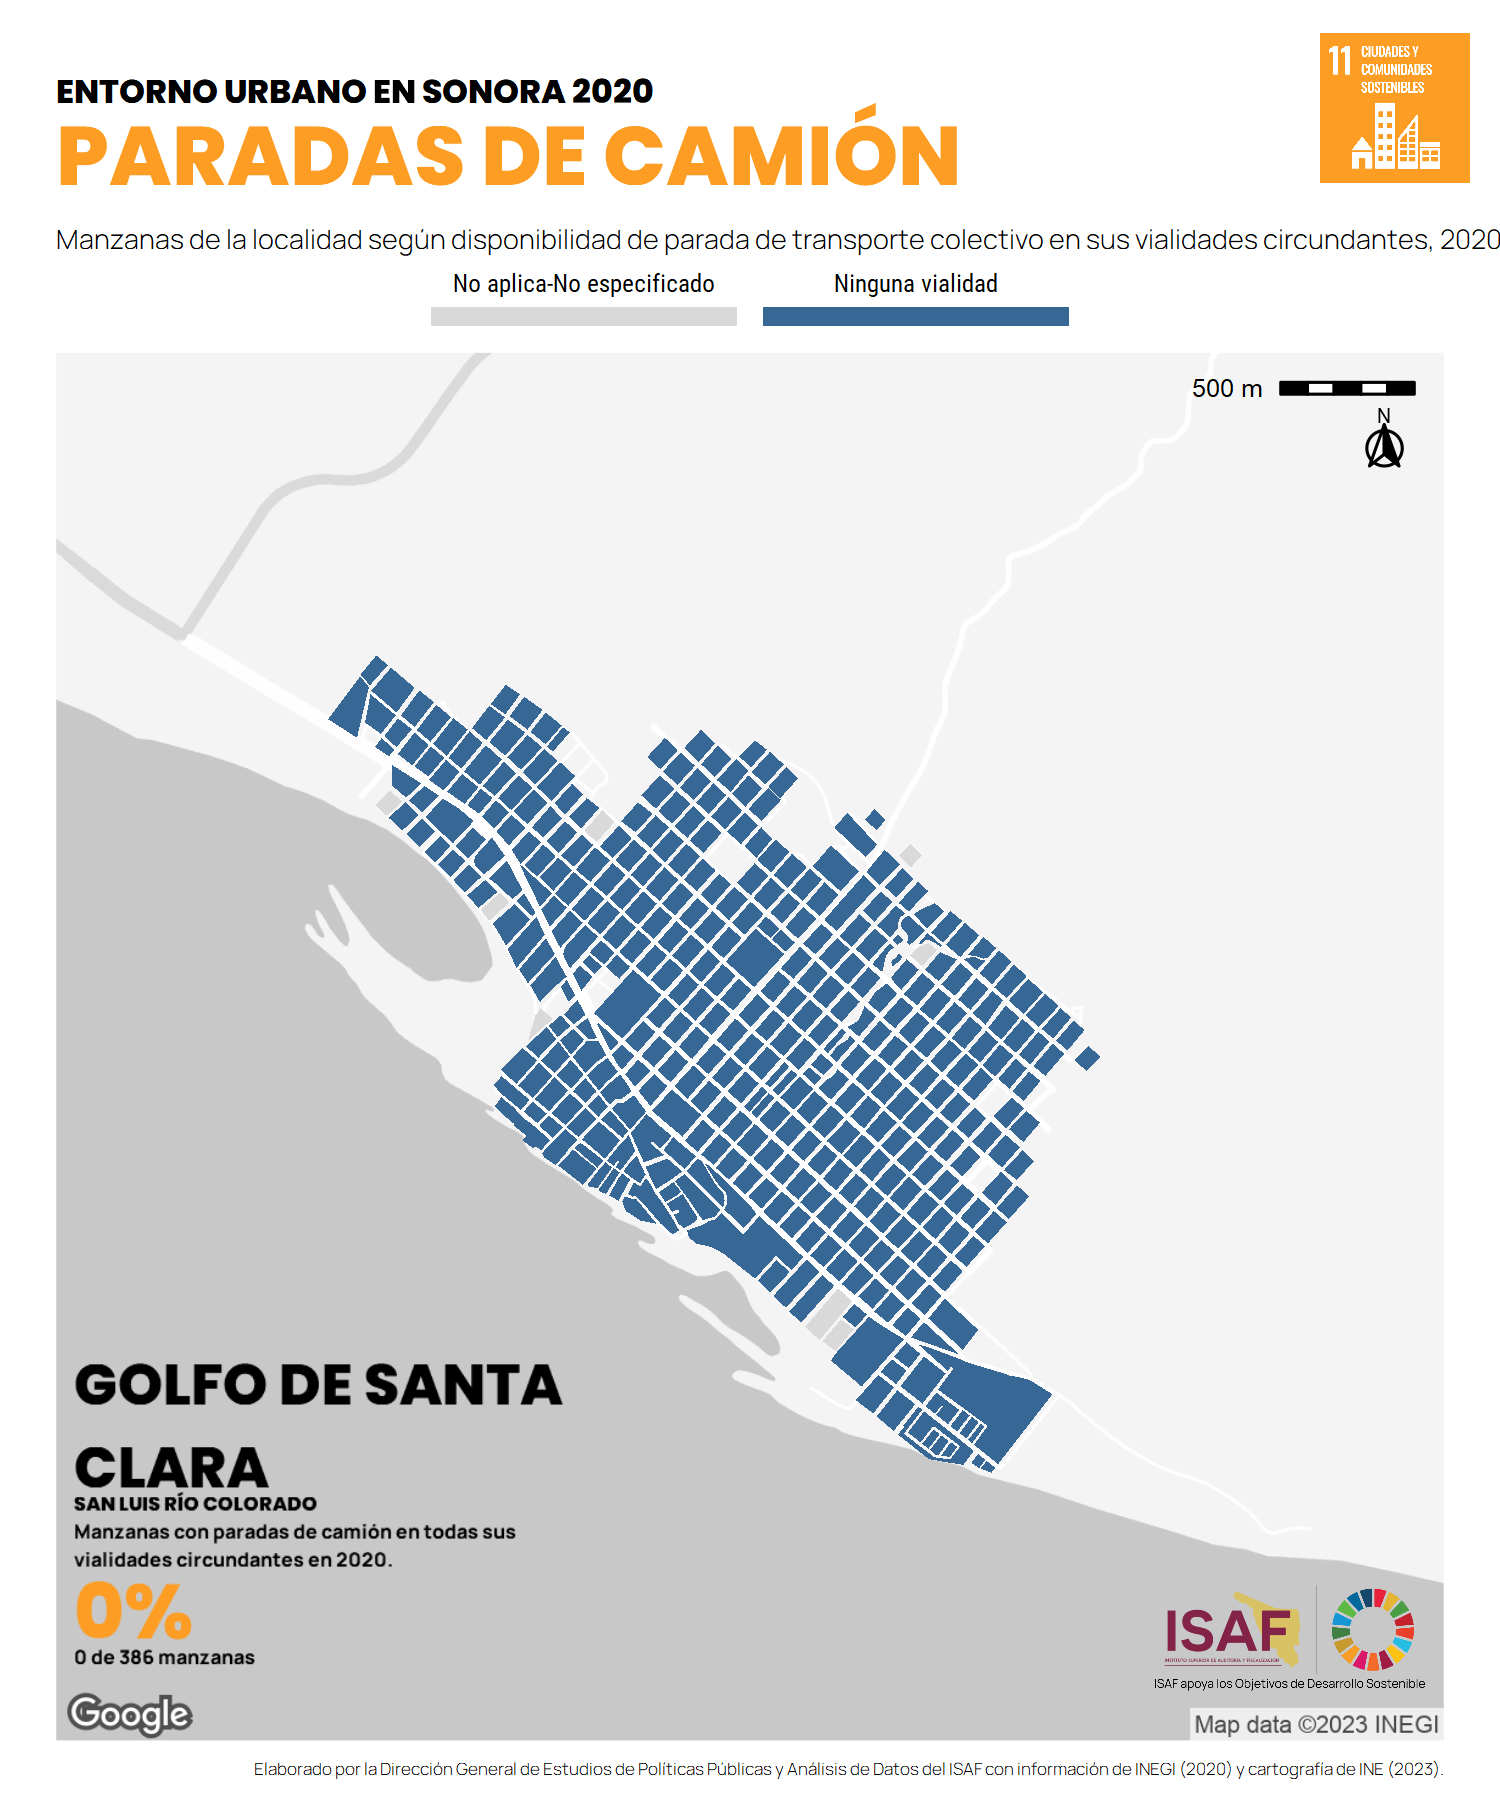 ENTORNO URBANO EN SONORA 2020
PARADAS DE CAMIÓN
11 CIUDADES Y
COMUNIDADES
SOSTENIBLES
Manzanas de la localidad según disponibilidad de parada de transporte colectivo en sus vialidades circundantes, 2020
No aplica-No especificado
Ninguna vialidad
500 m
N
GOLFO DE SANTA
CLARA
SAN LUIS RÍO COLORADO
Manzanas con paradas de camión en todas sus
vialidades circundantes en 2020.
0%
0 de 386 manzanas
Google
ISAF
INSTITUTO SUPERIOR DE AUDITORÍA Y FISCALIZACIÓN
ISAF apoya los Objetivos de Desarrollo Sostenible
Map data ©2023 INEGI
Elaborado por la Dirección General de Estudios de Políticas Públicas y Análisis de Datos del ISAF con información de INEGI (2020) y cartografía de INE (2023).